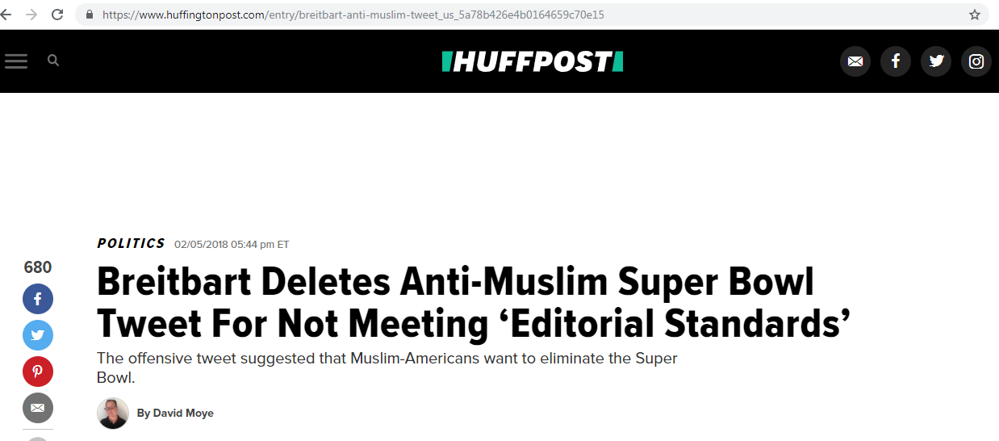 https://www.huffingtonpost.com/entry/breitbart-anti-muslim-tweet_us_5a78b426e4b0164659c70e15
HUFFPOST
POLITICS 02/05/2018 05:44 pm ET
680
Breitbart Deletes Anti-Muslim Super Bowl
Tweet For Not Meeting ‘Editorial Standards’
The offensive tweet suggested that Muslim-Americans want to eliminate the Super
Bowl.
By David Moye